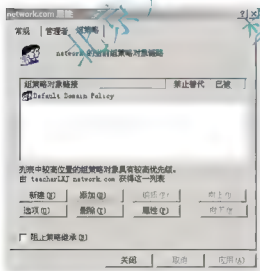 network.com 属性
常规
管理者
组策略
network 的当前组策略对象链接
组策略对象链接
禁止替代
已被
Default Domain Policy
列表中较高位置的组策略对象具有较高优先级。
由 teacherLXJ network.com 获得这一列表
新建(N)
添加(D)
编辑(E)
向上(U)
选项(O)
删除(L)
属性(P)
向下(W)
阻止策略继承(B)
关闭
取消
应用(A)